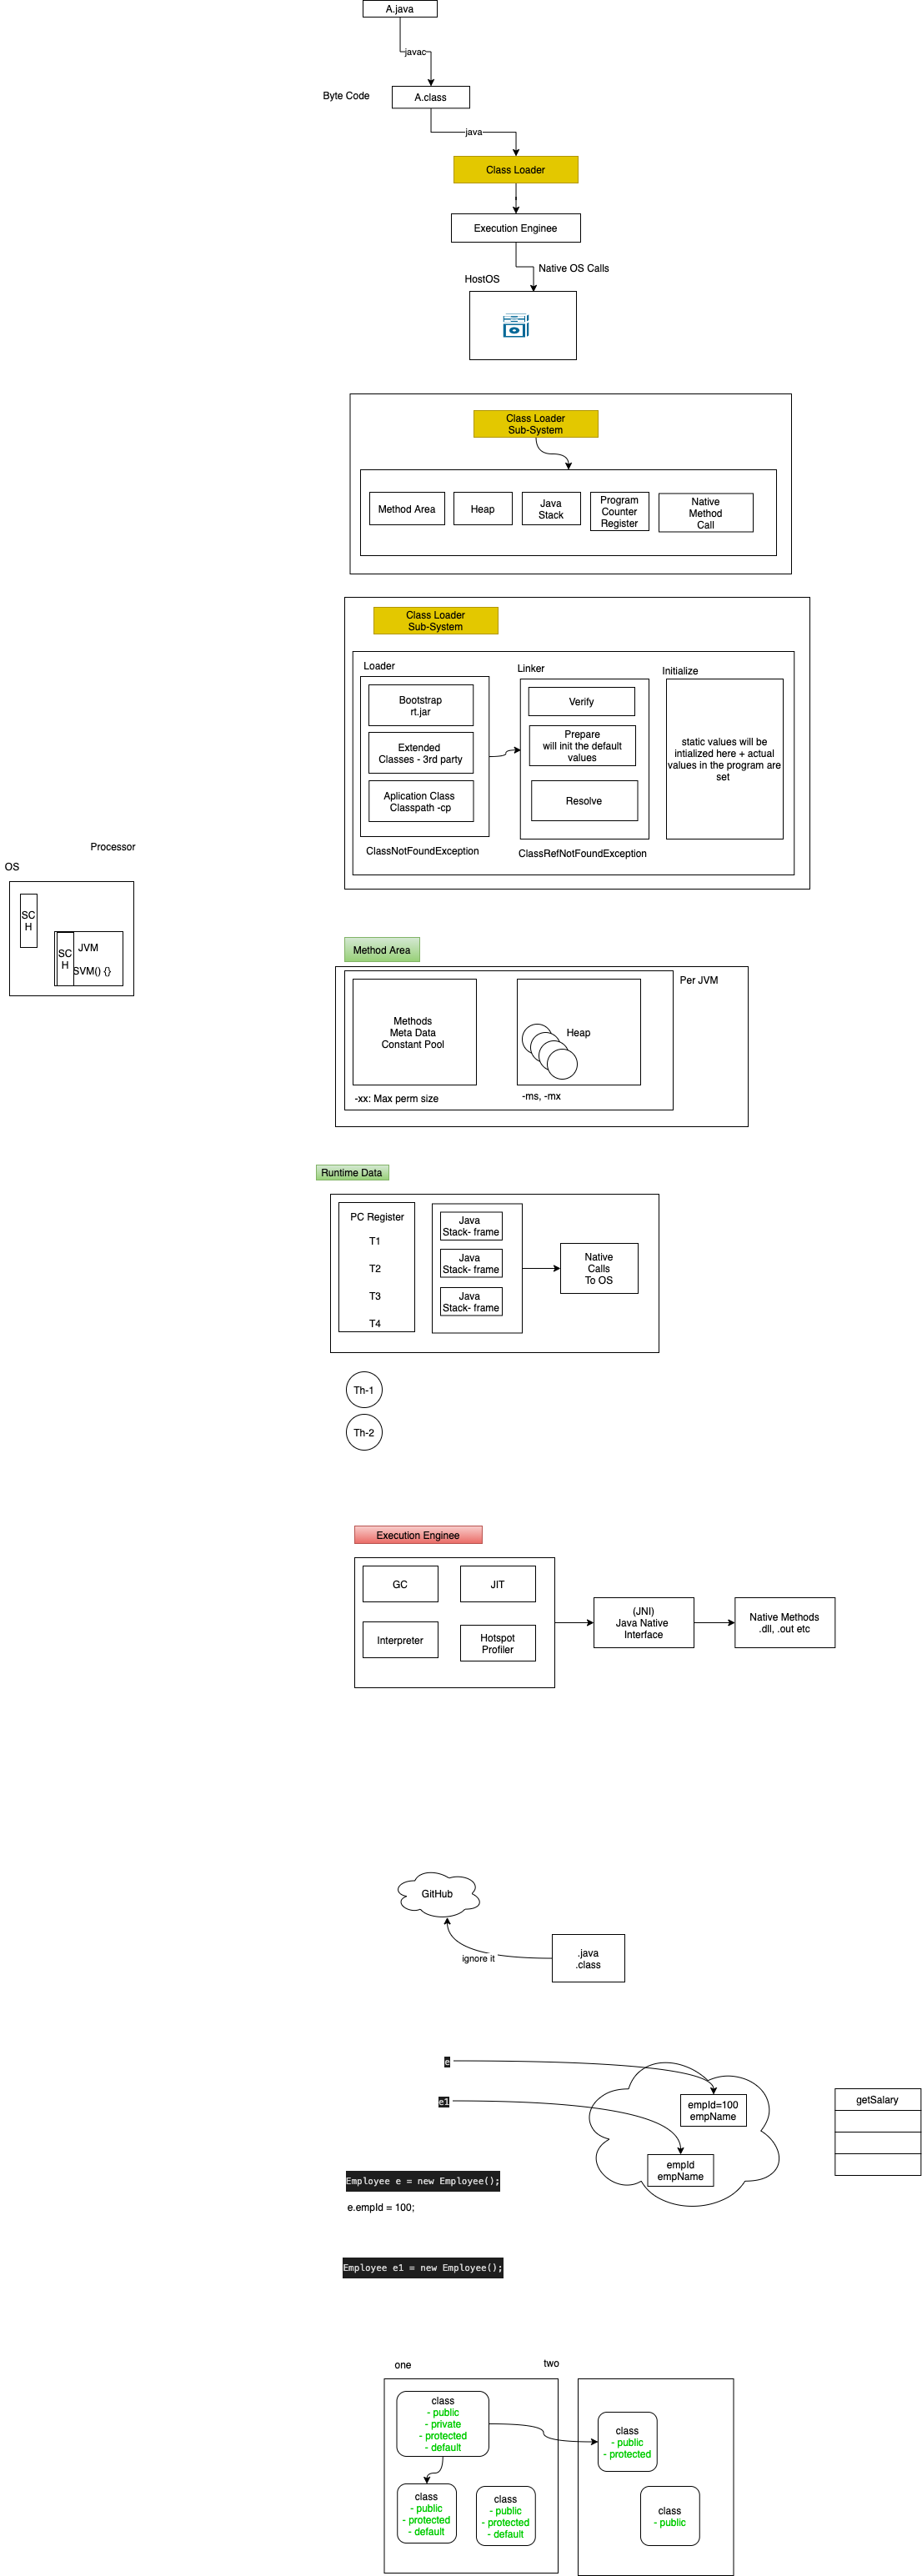 A.java
javac
Byte Code
A.class
java
Class Loader
Execution Enginee
Native OS Calls
HostOS
Class Loader
Sub-System
Method Area
Heap
Java
Stack
Program
Counter
Register
Native
Method
Call
Class Loader
Sub-System
Loader
Linker
Initialize
Bootstrap
rt.jar
Extended
Classes - 3rd party
Aplication Class
Classpath -cp
Verify
Prepare
will init the default
values
Resolve
static values will be
intialized here + actual
values in the program are
set
ClassNotFoundException
ClassRefNotFoundException
Processor
OS
SC
H
SC
H
JVM
SVM() {}
Method Area
Per JVM
Methods
Meta Data
Constant Pool
Heap
-xx: Max perm size
-ms, -mx
Runtime Data
PC Register
T1
T2
T3
T4
Java
Stack- frame
Java
Stack- frame
Java
Stack- frame
Native
Calls
To OS
Th-1
Th-2
Execution Enginee
GC
JIT
Interpreter
Hotspot
Profiler
(JNI)
Java Native
Interface
Native Methods
.dll, .out etc
GitHub
ignore it
.java
.class
e
e1
empId=100
empName
empId
empName
getSalary
Employee e = new Employee();
e.empId = 100;
Employee e1 = new Employee();
one
two
class
- public
- private
- protected
- default
class
- public
- protected
class
- public
- protected
- default
class
- public
- protected
- default
class
- public